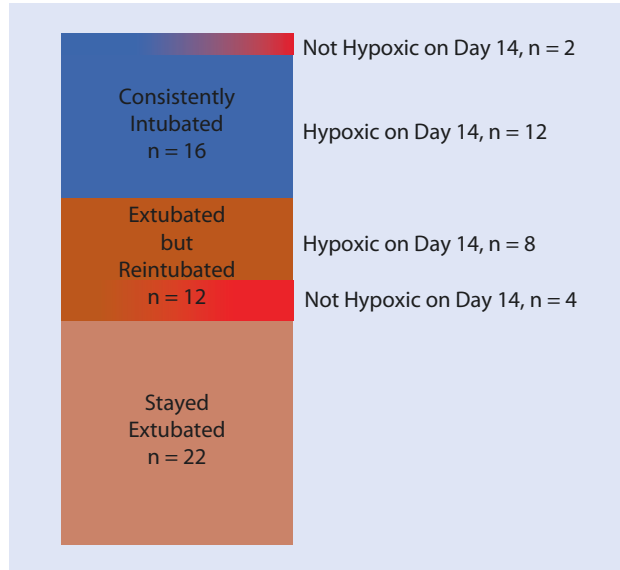 Not Hypoxic on Day 14, n = 2
Consistently
Intubated
n = 16
Hypoxic on Day 14, n = 12
Extubated
but
Reintubated
n = 12
Hypoxic on Day 14, n = 8
Not Hypoxic on Day 14, n = 4
Stayed
Extubated
n = 22